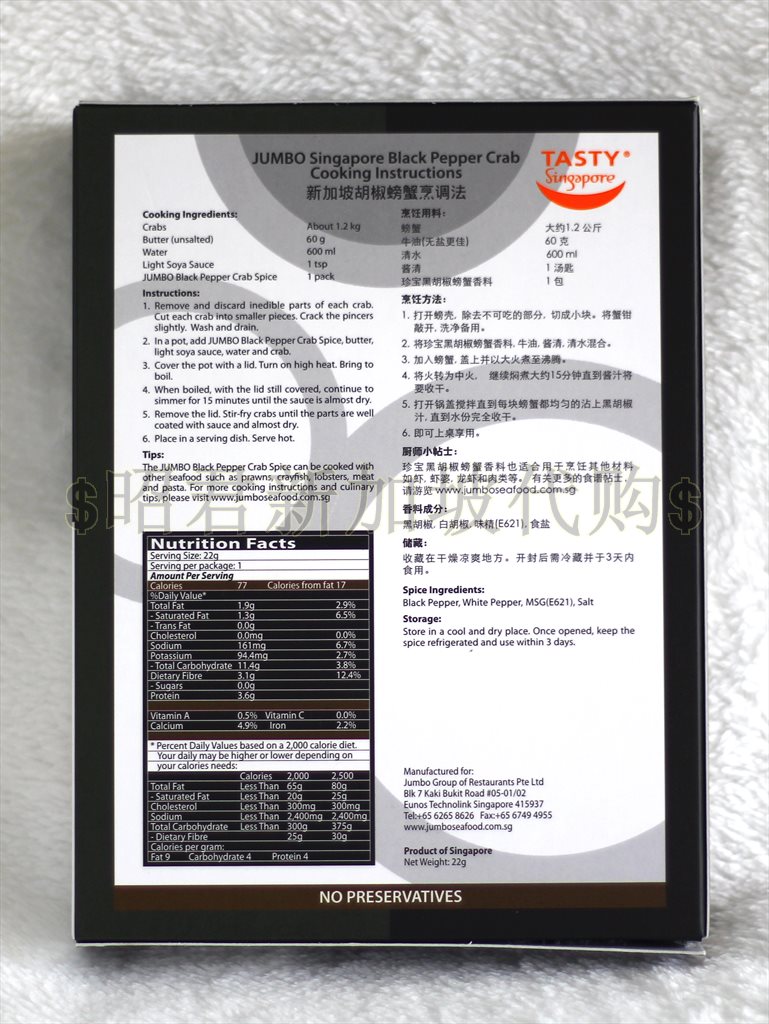 JUMBO Singapore Black Pepper Crab
Cooking Instructions
新加坡胡椒螃蟹烹调法
TASTY®
Singapore
Cooking Ingredients:
Crabs About 1.2 kg
Butter (unsalted) 60 g
Water 600 ml
Light Soya Sauce 1 tsp
JUMBO Black Pepper Crab Spice 1 pack
Instructions:
1. Remove and discard inedible parts of each crab.
Cut each crab into smaller pieces. Crack the pincers
slightly. Wash and drain.
2. In a pot, add JUMBO Black Pepper Crab Spice, butter,
light soya sauce, water and crab.
3. Cover the pot with a lid. Turn on high heat. Bring to
boil.
4. When boiled, with the lid still covered, continue to
simmer for 15 minutes until the sauce is almost dry.
5. Remove the lid. Stir-fry crabs until the parts are well
coated with sauce and almost dry.
6. Place in a serving dish. Serve hot.
Tips:
The JUMBO Black Pepper Crab Spice can be cooked with
other seafood such as prawns, crayfish, lobsters, meat
and pasta. For more cooking instructions and culinary
tips, please visit www.jumboseafood.com.sg
烹饪用料：
螃蟹 大约1.2 公斤
牛油(无盐更佳) 60 克
清水 600 ml
酱清 1 汤匙
珍宝黑胡椒螃蟹香料 1 包
烹饪方法：
1. 打开螃壳, 除去不可吃的部分, 切成小块。将蟹钳
敲开, 洗净备用。
2. 将珍宝黑胡椒螃蟹香料, 牛油, 酱清, 清水混合。
3. 加入螃蟹, 盖上并以大火煮至沸腾。
4. 将火转为中火, 继续焖煮大约15分钟直到酱汁将
要收干。
5. 打开锅盖搅拌直到每块螃蟹都均匀的沾上黑胡椒
汁, 直到水份完全收干。
6. 即可上桌享用。
厨师小帖士：
珍宝黑胡椒螃蟹香料也适合用于烹饪其他材料
如虾, 虾婆, 龙虾和肉类等。有关更多的食谱帖士,
请游览 www.jumboseafood.com.sg
$昭君新加坡代购$
香料成分：
黑胡椒, 白胡椒, 味精(E621), 食盐
储藏：
收藏在干燥凉爽地方。开封后需冷藏并于3天内
食用。
Spice Ingredients:
Black Pepper, White Pepper, MSG(E621), Salt
Storage:
Store in a cool and dry place. Once opened, keep the
spice refrigerated and use within 3 days.
Nutrition Facts
Serving Size: 22g
Serving per package: 1
Amount Per Serving
Calories 77 Calories from fat 17
%Daily Value*
Total Fat 1.9g 2.9%
- Saturated Fat 1.3g 6.5%
- Trans Fat 0.0g
Cholesterol 0.0mg 0.0%
Sodium 161mg 6.7%
Potassium 94.4mg 2.7%
- Total Carbohydrate 11.4g 3.8%
Dietary Fibre 3.1g 12.4%
- Sugars 0.0g
Protein 3.6g
Vitamin A 0.5% Vitamin C 0.0%
Calcium 4.9% Iron 2.2%
* Percent Daily Values based on a 2,000 calorie diet.
Your daily may be higher or lower depending on
your calories needs:
Calories 2,000 2,500
Total Fat Less Than 65g 80g
- Saturated Fat Less Than 20g 25g
Cholesterol Less Than 300mg 300mg
Sodium Less Than 2,400mg 2,400mg
Total Carbohydrate Less Than 300g 375g
- Dietary Fibre 25g 30g
Calories per gram:
Fat 9 Carbohydrate 4 Protein 4
Manufactured for:
Jumbo Group of Restaurants Pte Ltd
Blk 7 Kaki Bukit Road #05-01/02
Eunos Technolink Singapore 415937
Tel:+65 6265 8626 Fax:+65 6749 4955
www.jumboseafood.com.sg
Product of Singapore
Net Weight: 22g
NO PRESERVATIVES